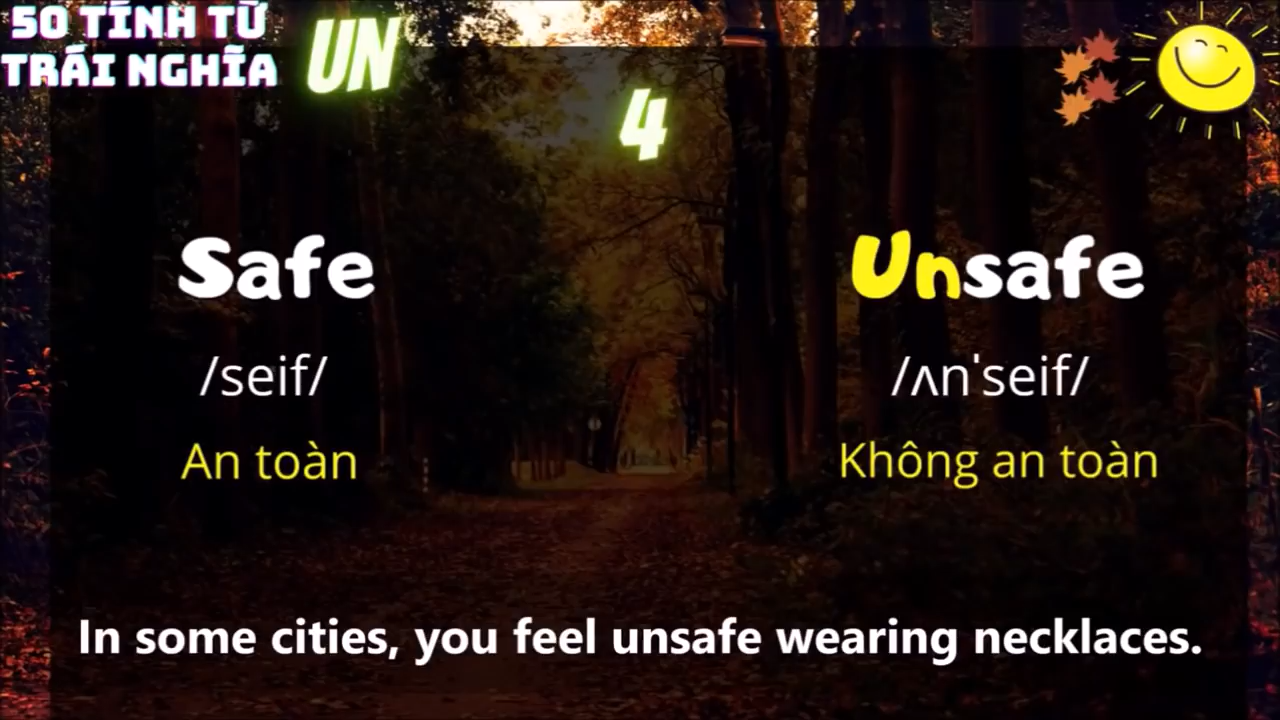 50 TÍNH TỪ
TRÁI NGHĨA
UN
4
Safe
Unsafe
/seif/
/ʌnˈseif/
An toàn
Không an toàn
In some cities, you feel unsafe wearing necklaces.